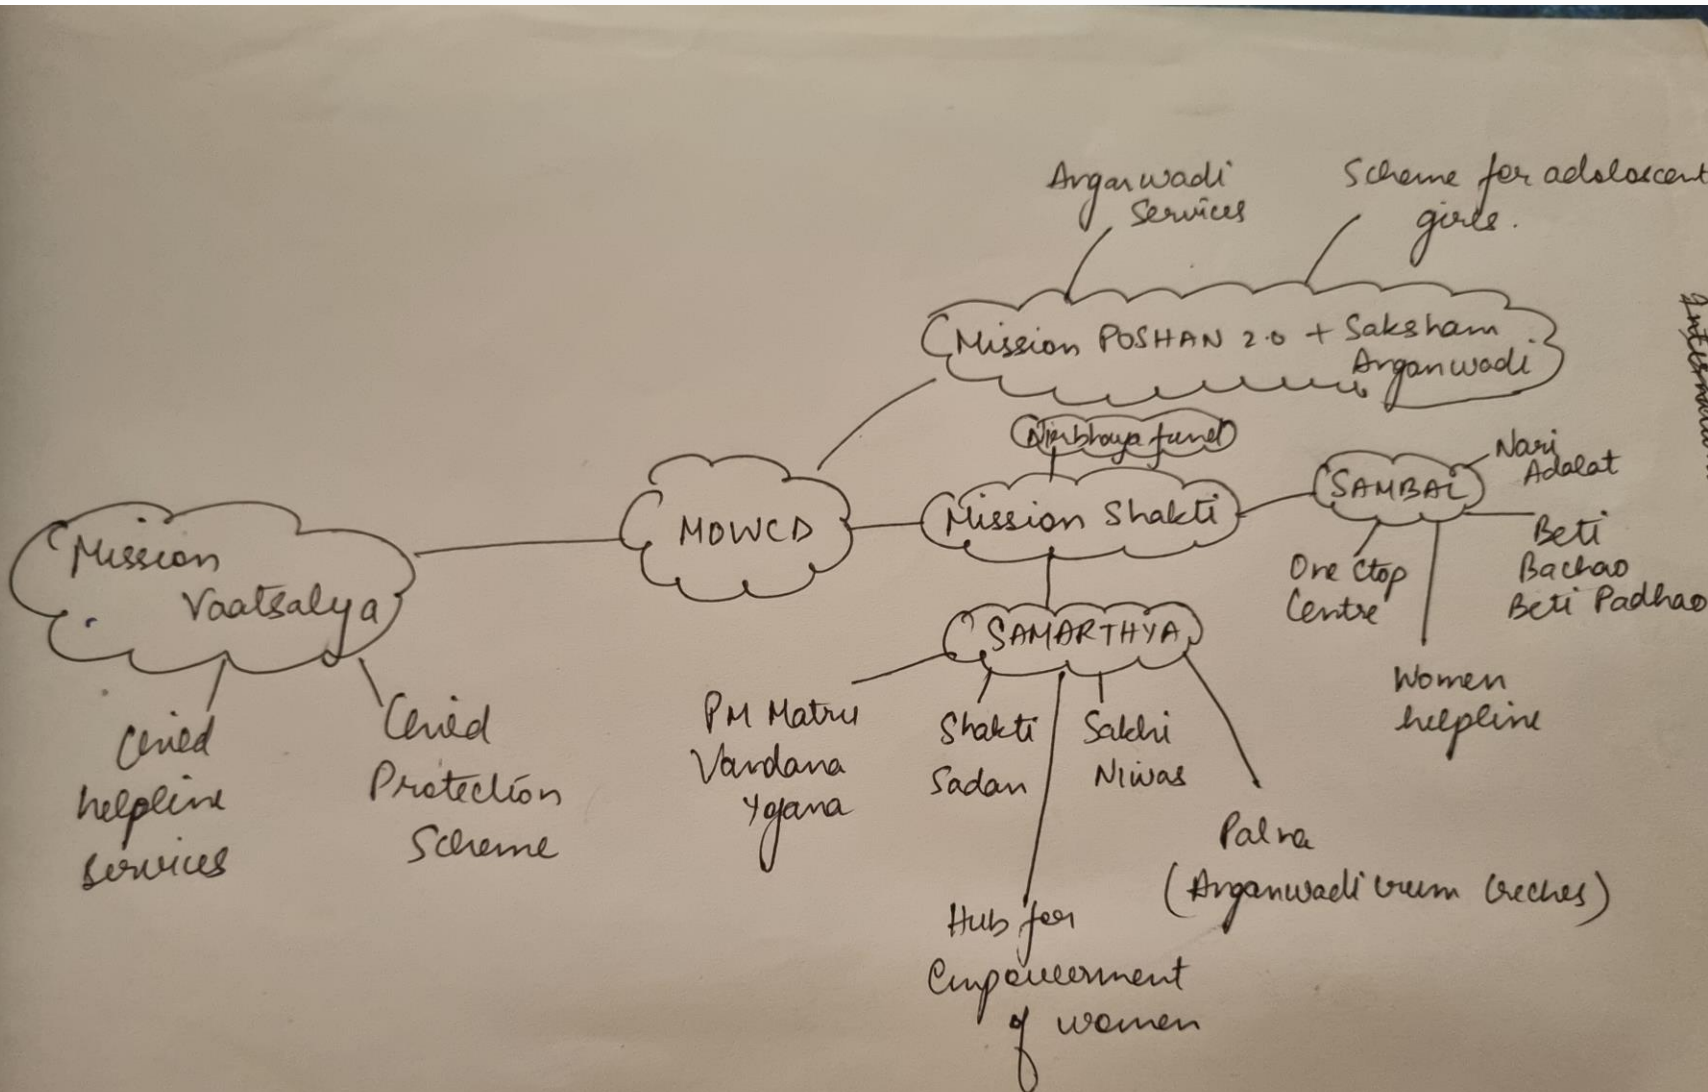 Anganwadi
Services
Scheme for adoloscent
girls.
Mission POSHAN 2.0 + Saksham
Anganwadi
Nirbhaya fund
Mission Shakti
SAMBAL
Nari
Adalat
Beti
Bachao
Beti Padhao
One Stop
Centre
Women
helpline
MOWCD
Mission
Vaatsalya
Child
helpline
services
Child
Protection
Scheme
SAMARTHYA
PM Matru
Vandana
Yojana
Shakti
Sadan
Sakhi
Niwas
Hub for
Empowerment
of women
Palna
(Anganwadi cum Creches)